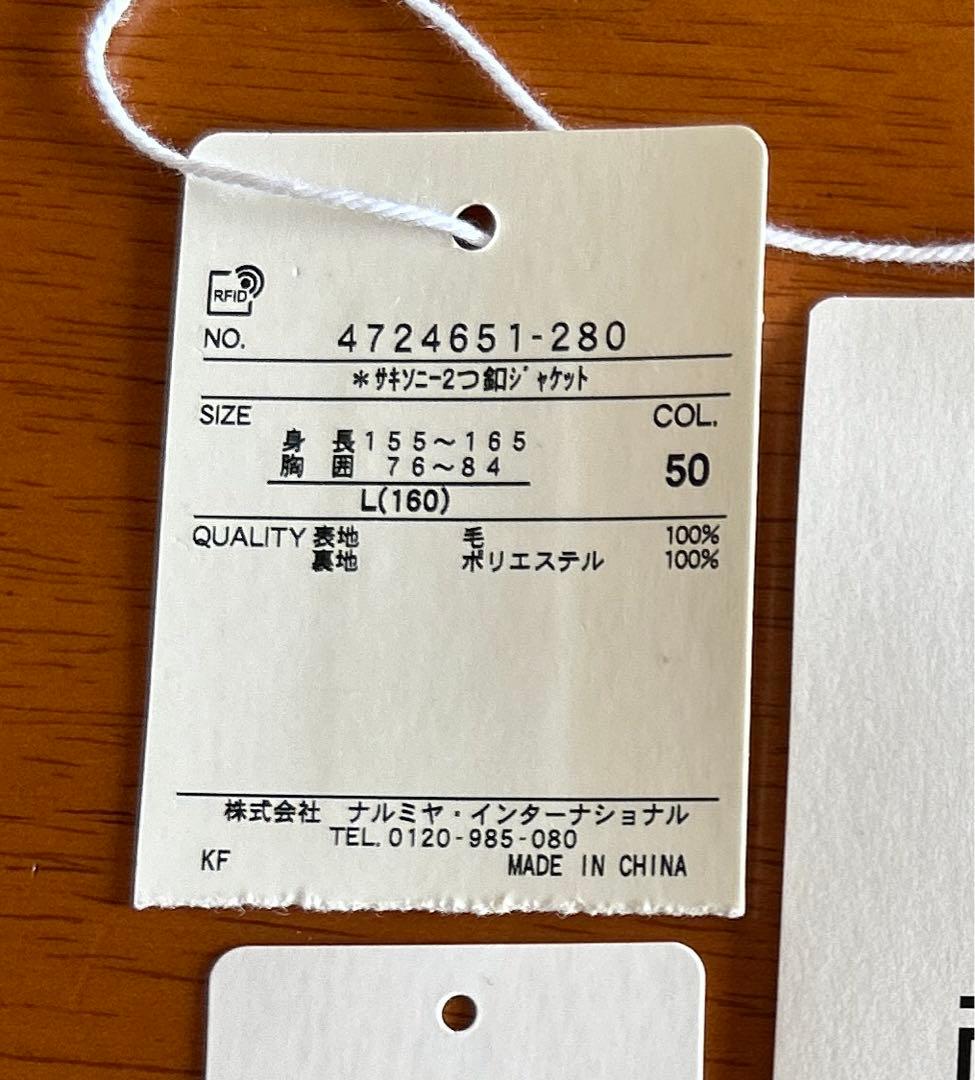 RFiD
NO. 4724651-280
＊ｻｷｿﾆｰ2つ釦ｼﾞｬｹｯﾄ
SIZE COL.
身 長 155～165
胸 囲 76～84
50
L(160)
QUALITY 表地 毛 100%
裏地 ポリエステル 100%
株式会社 ナルミヤ・インターナショナル
TEL. 0120-985-080
KF MADE IN CHINA